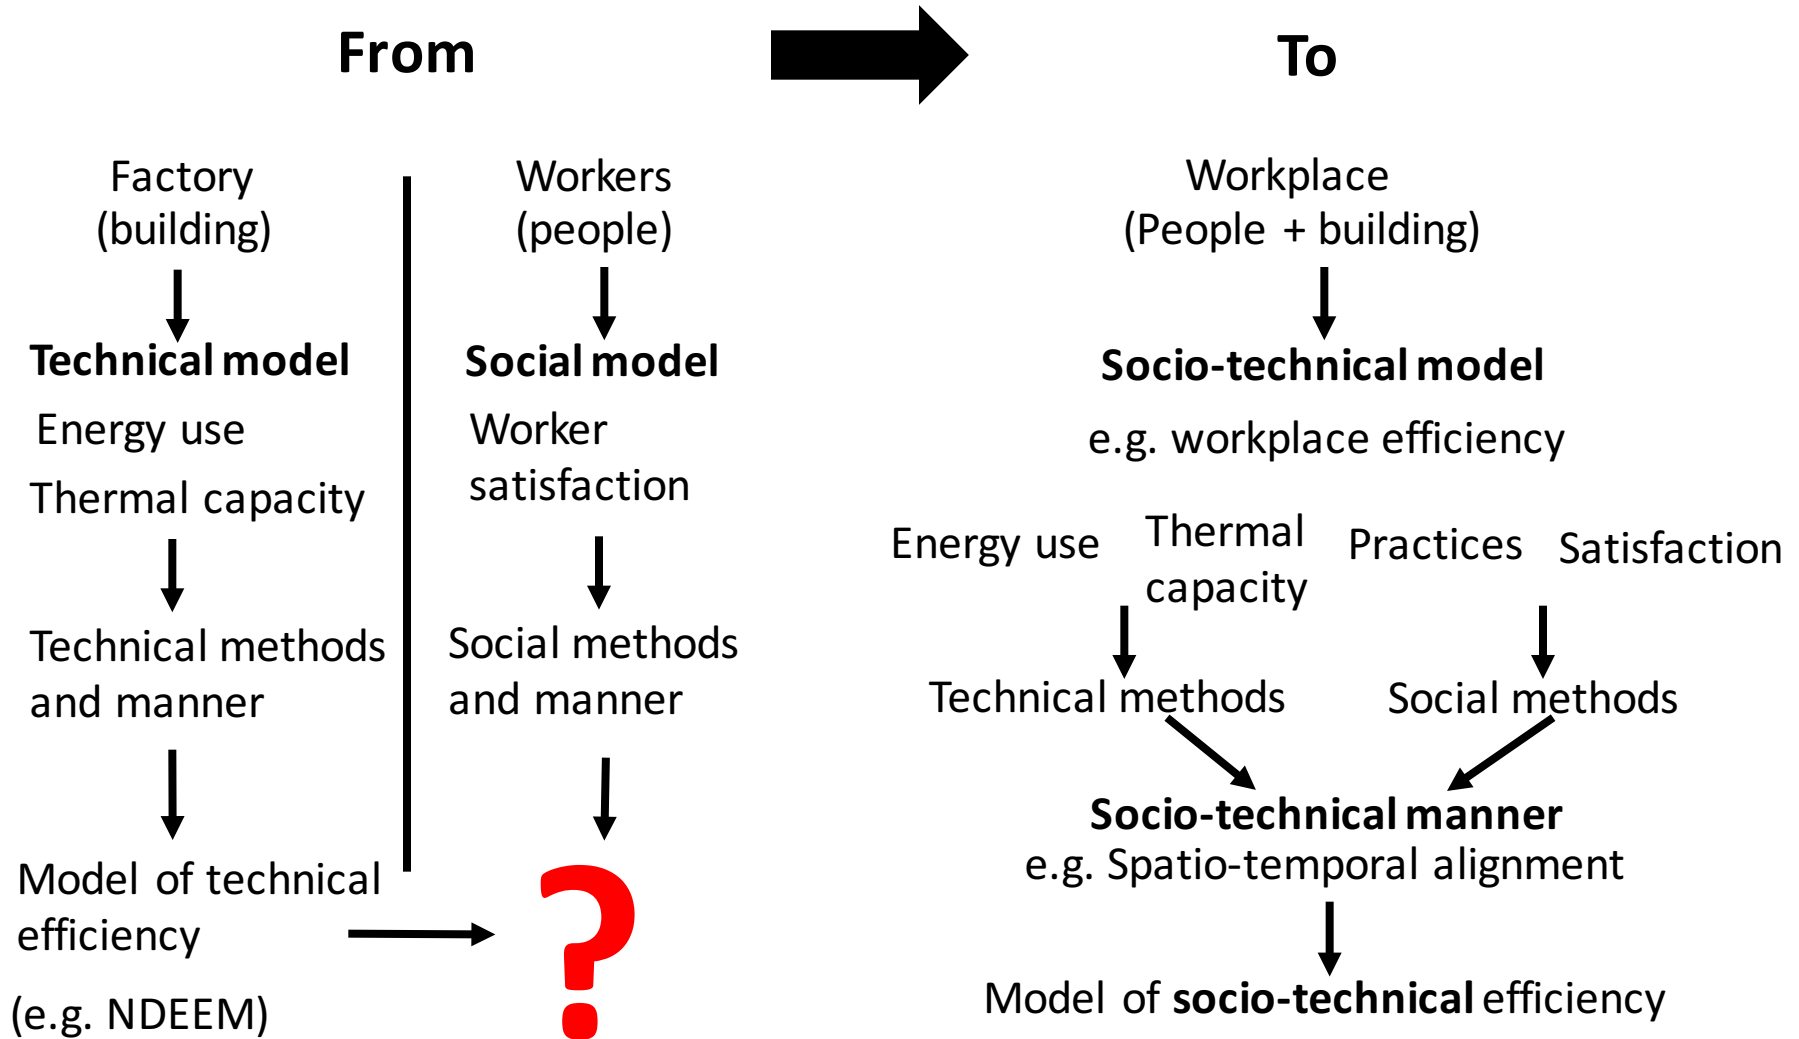 From
To
Factory
(building)
Workers
(people)
Workplace
(People + building)
Technical model
Energy use
Thermal capacity
Social model
Worker
satisfaction
Socio-technical model
e.g. workplace efficiency
Energy use
Thermal
capacity
Practices
Satisfaction
Technical methods
and manner
Social methods
and manner
Technical methods
Social methods
Socio-technical manner
e.g. Spatio-temporal alignment
Model of technical
efficiency
(e.g. NDEEM)
?
Model of socio-technical efficiency